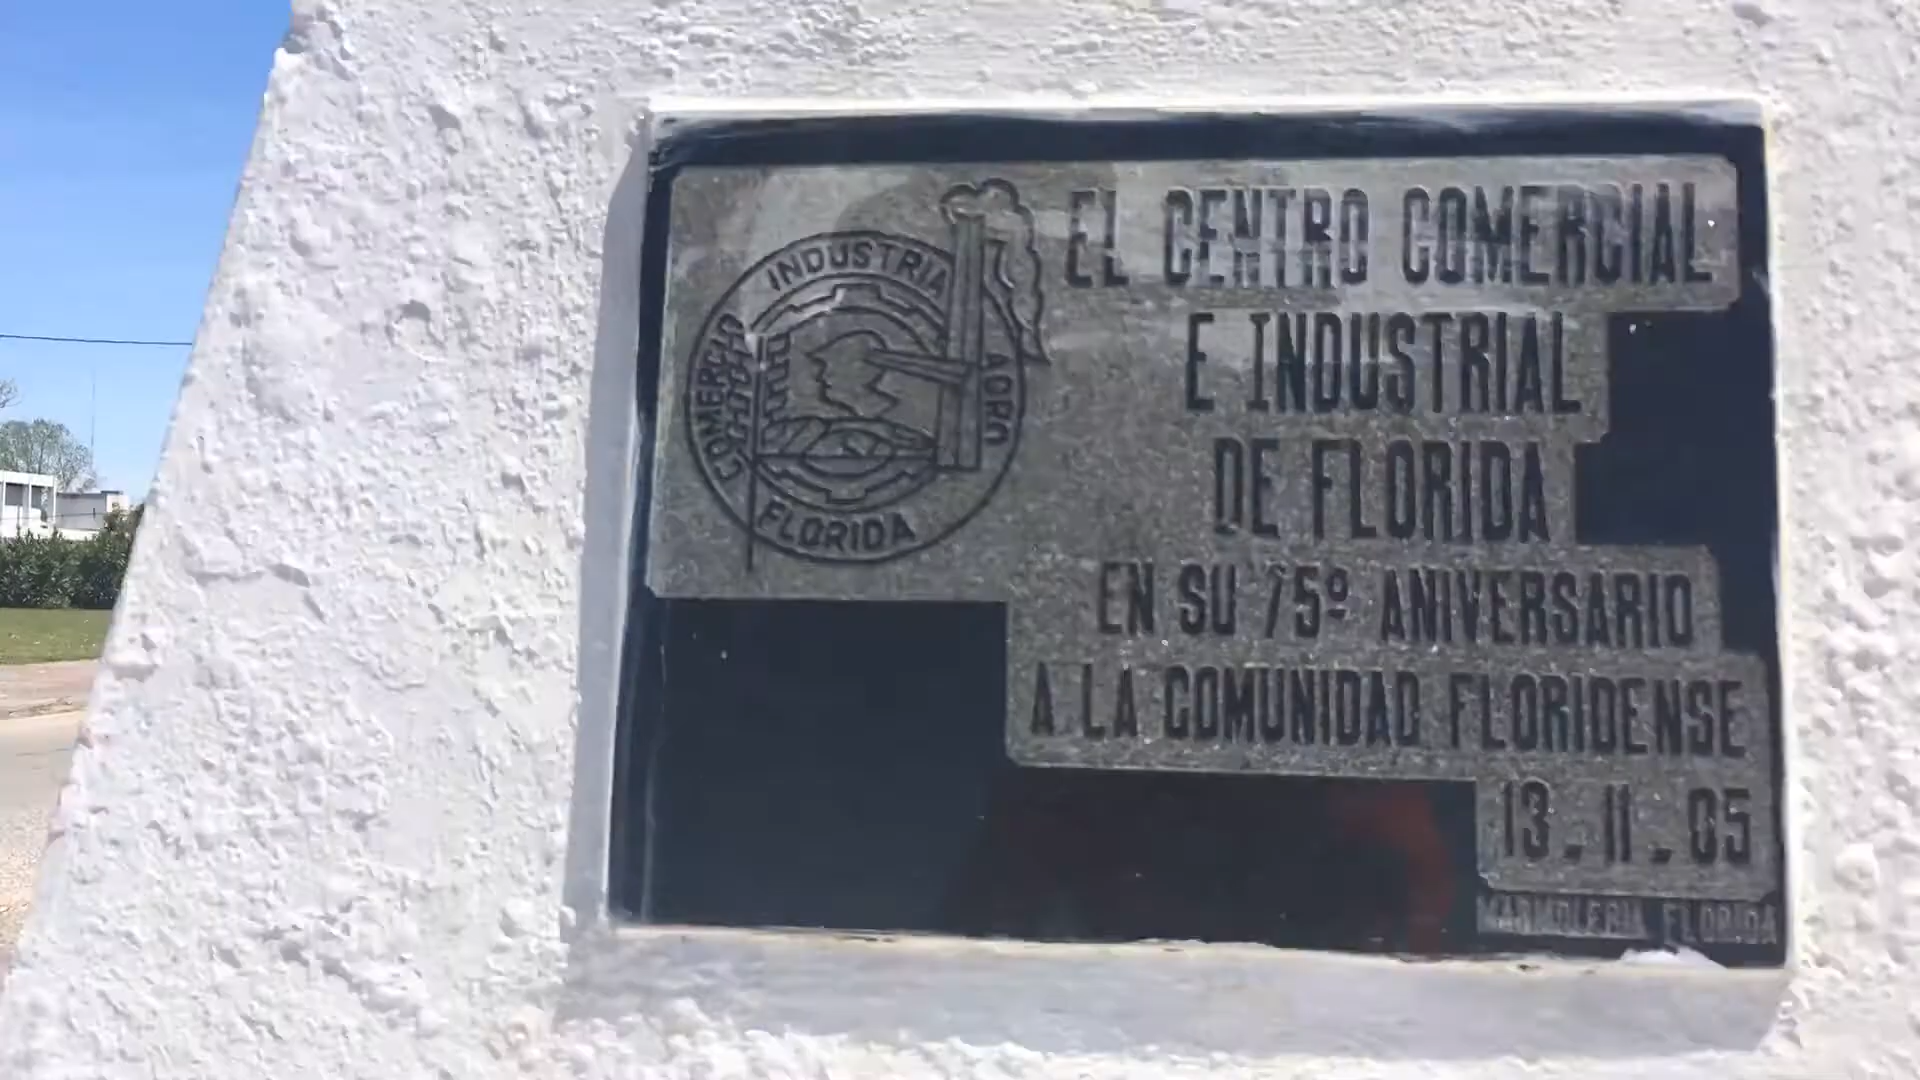 INDUSTRIA
COMERCIO
AGRO
FLORIDA
EL CENTRO COMERCIAL
E INDUSTRIAL
DE FLORIDA
EN SU 75º ANIVERSARIO
A LA COMUNIDAD FLORIDENSE
13-11-05
MARMOLERIA FLORIDA